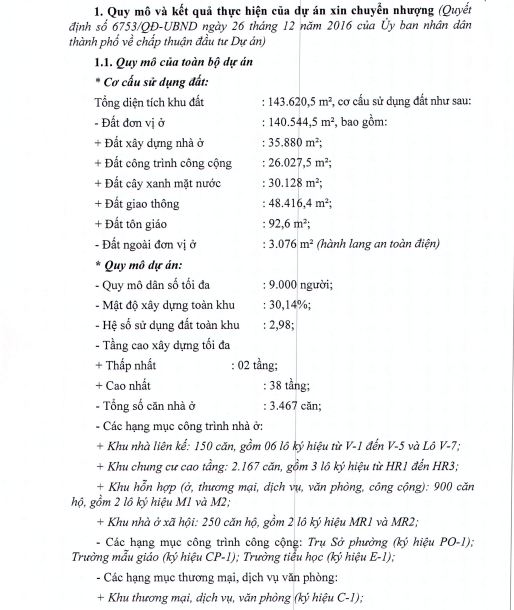 1. Quy mô và kết quả thực hiện của dự án xin chuyển nhượng (Quyết
định số 6753/QĐ-UBND ngày 26 tháng 12 năm 2016 của Ủy ban nhân dân
thành phố về chấp thuận đầu tư Dự án)
1.1. Quy mô của toàn bộ dự án
* Cơ cấu sử dụng đất:
Tổng diện tích khu đất : 143.620,5 m², cơ cấu sử dụng đất như sau:
- Đất đơn vị ở : 140.544,5 m², bao gồm:
+ Đất xây dựng nhà ở : 35.880 m²;
+ Đất công trình công cộng : 26.027,5 m²;
+ Đất cây xanh mặt nước : 30.128 m²;
+ Đất giao thông : 48.416,4 m²;
+ Đất tôn giáo : 92,6 m²;
- Đất ngoài đơn vị ở : 3.076 m² (hành lang an toàn điện)
* Quy mô dự án:
- Quy mô dân số tối đa : 9.000 người;
- Mật độ xây dựng toàn khu : 30,14%;
- Hệ số sử dụng đất toàn khu : 2,98;
- Tầng cao xây dựng tối đa
+ Thấp nhất : 02 tầng;
+ Cao nhất : 38 tầng;
- Tổng số căn nhà ở : 3.467 căn;
- Các hạng mục công trình nhà ở:
+ Khu nhà liên kế: 150 căn, gồm 06 lô ký hiệu từ V-1 đến V-5 và Lô V-7;
+ Khu chung cư cao tầng: 2.167 căn, gồm 3 lô ký hiệu từ HR1 đến HR3;
+ Khu hỗn hợp (ở, thương mại, dịch vụ, văn phòng, công cộng): 900 căn
hộ, gồm 2 lô ký hiệu M1 và M2;
+ Khu nhà ở xã hội: 250 căn hộ, gồm 2 lô ký hiệu MR1 và MR2;
- Các hạng mục công trình công cộng: Trụ Sở phường (ký hiệu PO-1);
Trường mẫu giáo (ký hiệu CP-1); Trường tiểu học (ký hiệu E-1);
- Các hạng mục thương mại, dịch vụ văn phòng:
+ Khu thương mại, dịch vụ, văn phòng (ký hiệu C-1);